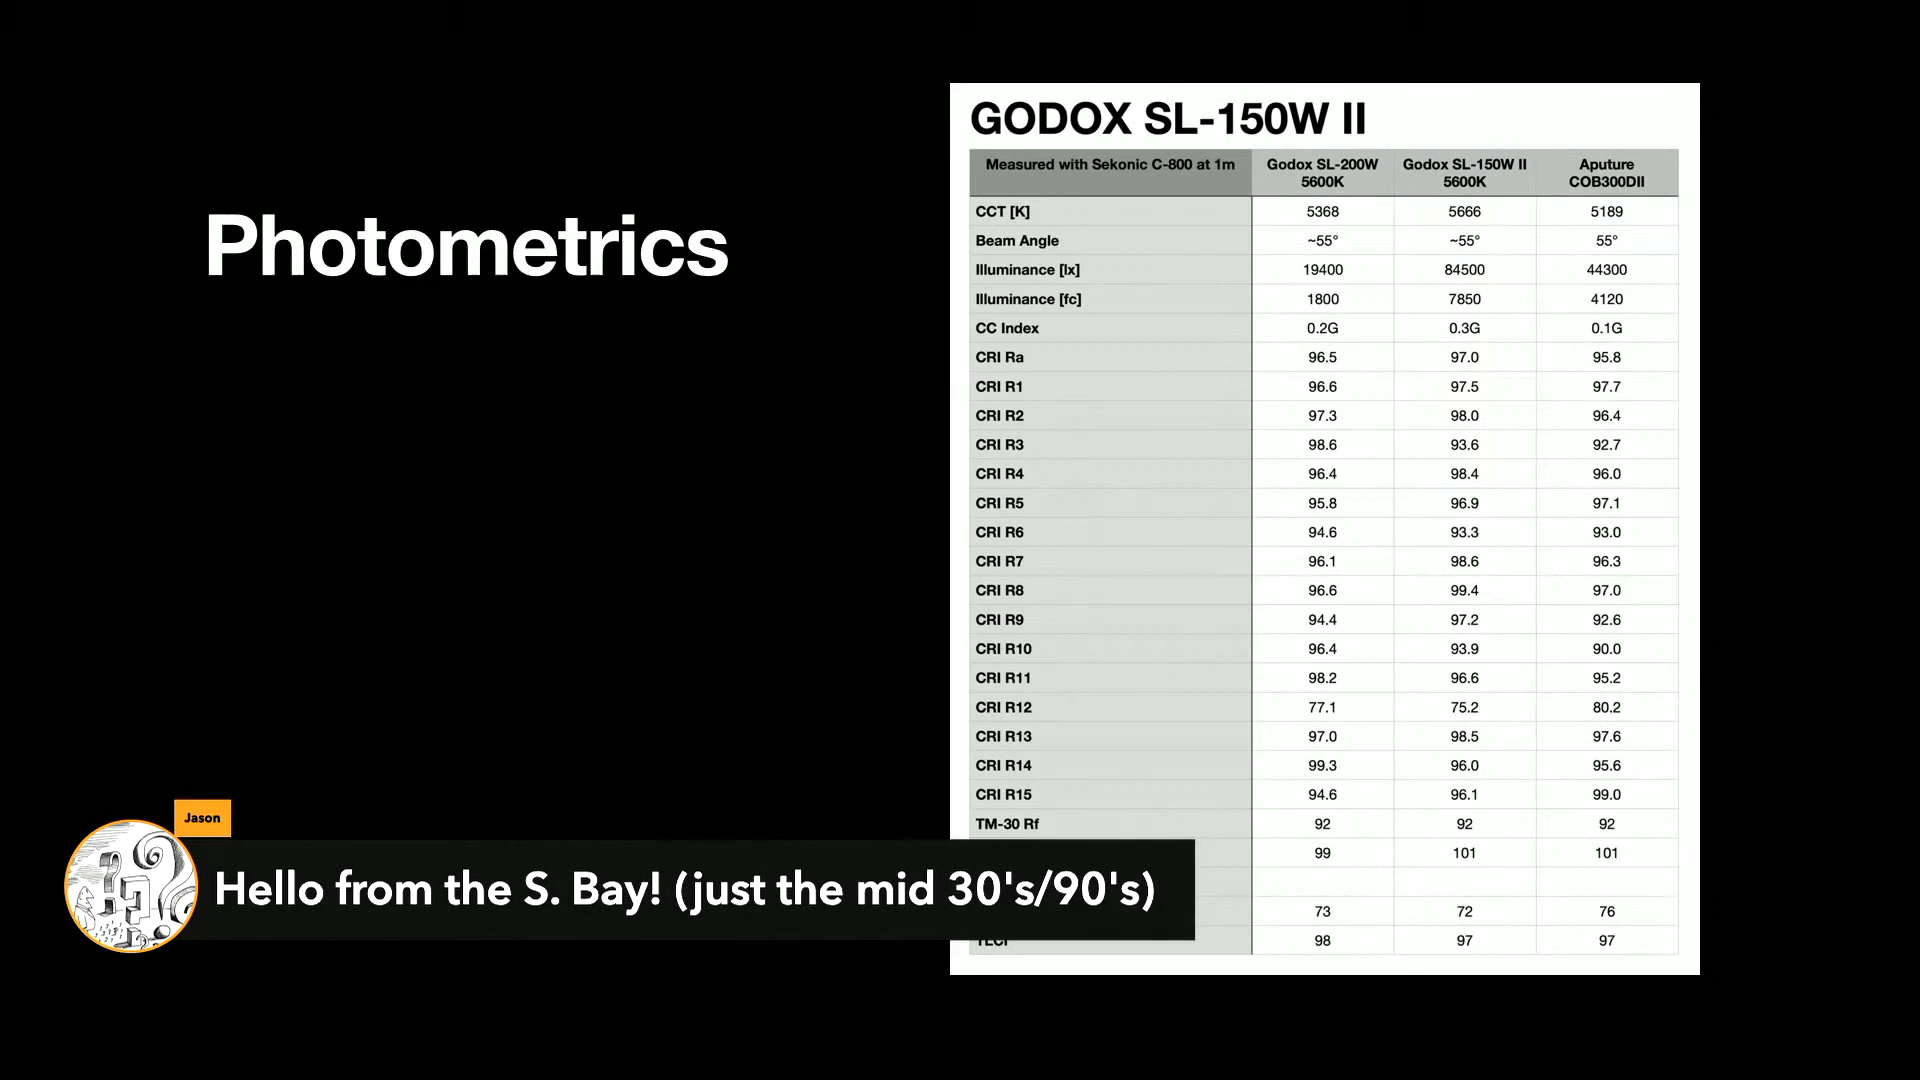 Photometrics
GODOX SL-150W II
Measured with Sekonic C-800 at 1m Godox SL-200W 5600K Godox SL-150W II 5600K Aputure COB300DII
CCT [K] 5368 5666 5189
Beam Angle ~55° ~55° 55°
Illuminance [lx] 19400 84500 44300
Illuminance [fc] 1800 7850 4120
CC Index 0.2G 0.3G 0.1G
CRI Ra 96.5 97.0 95.8
CRI R1 96.6 97.5 97.7
CRI R2 97.3 98.0 96.4
CRI R3 98.6 93.6 92.7
CRI R4 96.4 98.4 96.0
CRI R5 95.8 96.9 97.1
CRI R6 94.6 93.3 93.0
CRI R7 96.1 98.6 96.3
CRI R8 96.6 99.4 97.0
CRI R9 94.4 97.2 92.6
CRI R10 96.4 93.9 90.0
CRI R11 98.2 96.6 95.2
CRI R12 77.1 75.2 80.2
CRI R13 97.0 98.5 97.6
CRI R14 99.3 96.0 95.6
CRI R15 94.6 96.1 99.0
TM-30 Rf 92 92 92
99 101 101
73 72 76
98 97 97
Jason
Hello from the S. Bay! (just the mid 30's/90's)